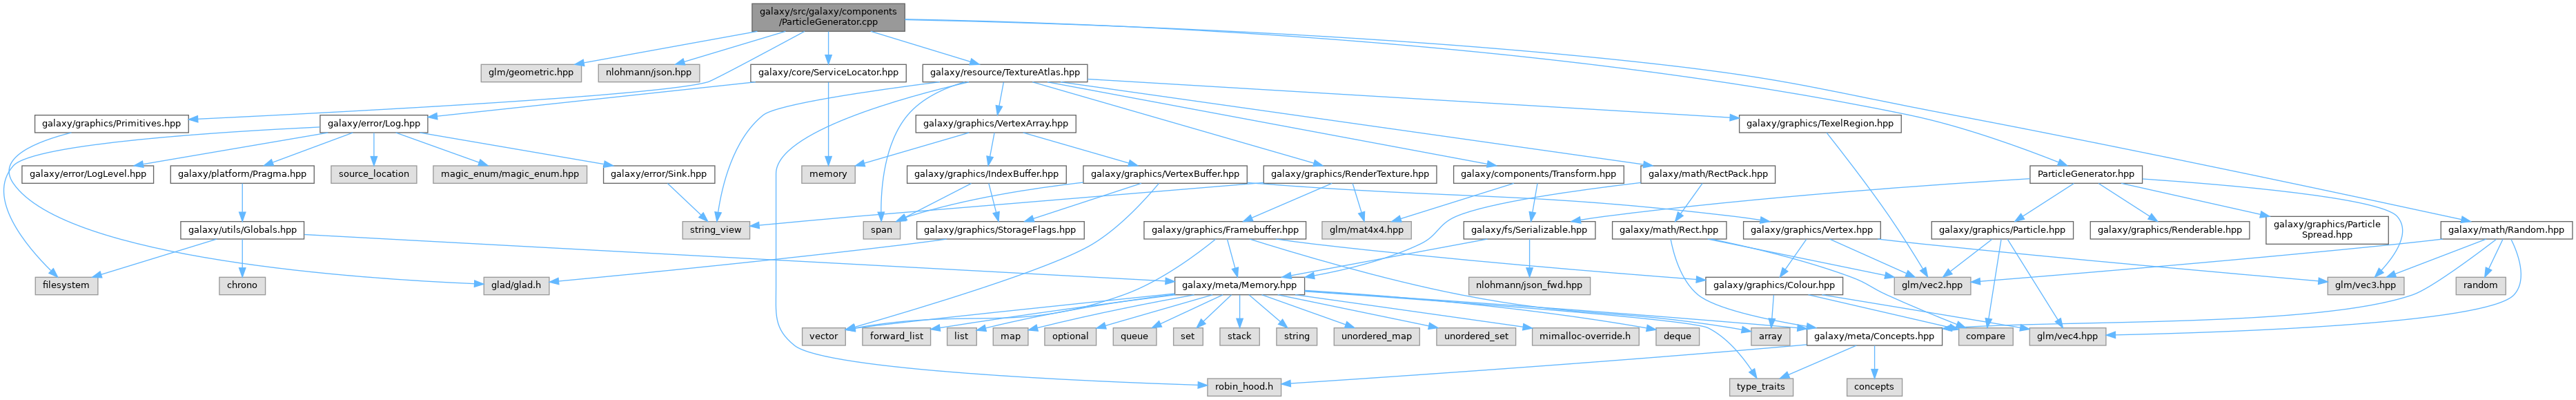 galaxy/src/galaxy/components
/ParticleGenerator.cpp
glm/geometric.hpp
nlohmann/json.hpp
galaxy/core/ServiceLocator.hpp
galaxy/resource/TextureAtlas.hpp
galaxy/graphics/Primitives.hpp
galaxy/error/Log.hpp
galaxy/graphics/VertexArray.hpp
galaxy/graphics/TexelRegion.hpp
galaxy/error/LogLevel.hpp
galaxy/platform/Pragma.hpp
source_location
magic_enum/magic_enum.hpp
galaxy/error/Sink.hpp
memory
galaxy/graphics/IndexBuffer.hpp
galaxy/graphics/VertexBuffer.hpp
galaxy/graphics/RenderTexture.hpp
galaxy/components/Transform.hpp
galaxy/math/RectPack.hpp
ParticleGenerator.hpp
galaxy/utils/Globals.hpp
string_view
span
galaxy/graphics/StorageFlags.hpp
galaxy/graphics/Framebuffer.hpp
glm/mat4x4.hpp
galaxy/fs/Serializable.hpp
galaxy/math/Rect.hpp
galaxy/graphics/Vertex.hpp
galaxy/graphics/Particle.hpp
galaxy/graphics/Renderable.hpp
galaxy/graphics/Particle
Spread.hpp
galaxy/math/Random.hpp
filesystem
chrono
glad/glad.h
galaxy/meta/Memory.hpp
nlohmann/json_fwd.hpp
galaxy/graphics/Colour.hpp
glm/vec2.hpp
glm/vec3.hpp
random
vector
forward_list
list
map
optional
queue
set
stack
string
unordered_map
unordered_set
mimalloc-override.h
deque
array
galaxy/meta/Concepts.hpp
compare
glm/vec4.hpp
robin_hood.h
type_traits
concepts